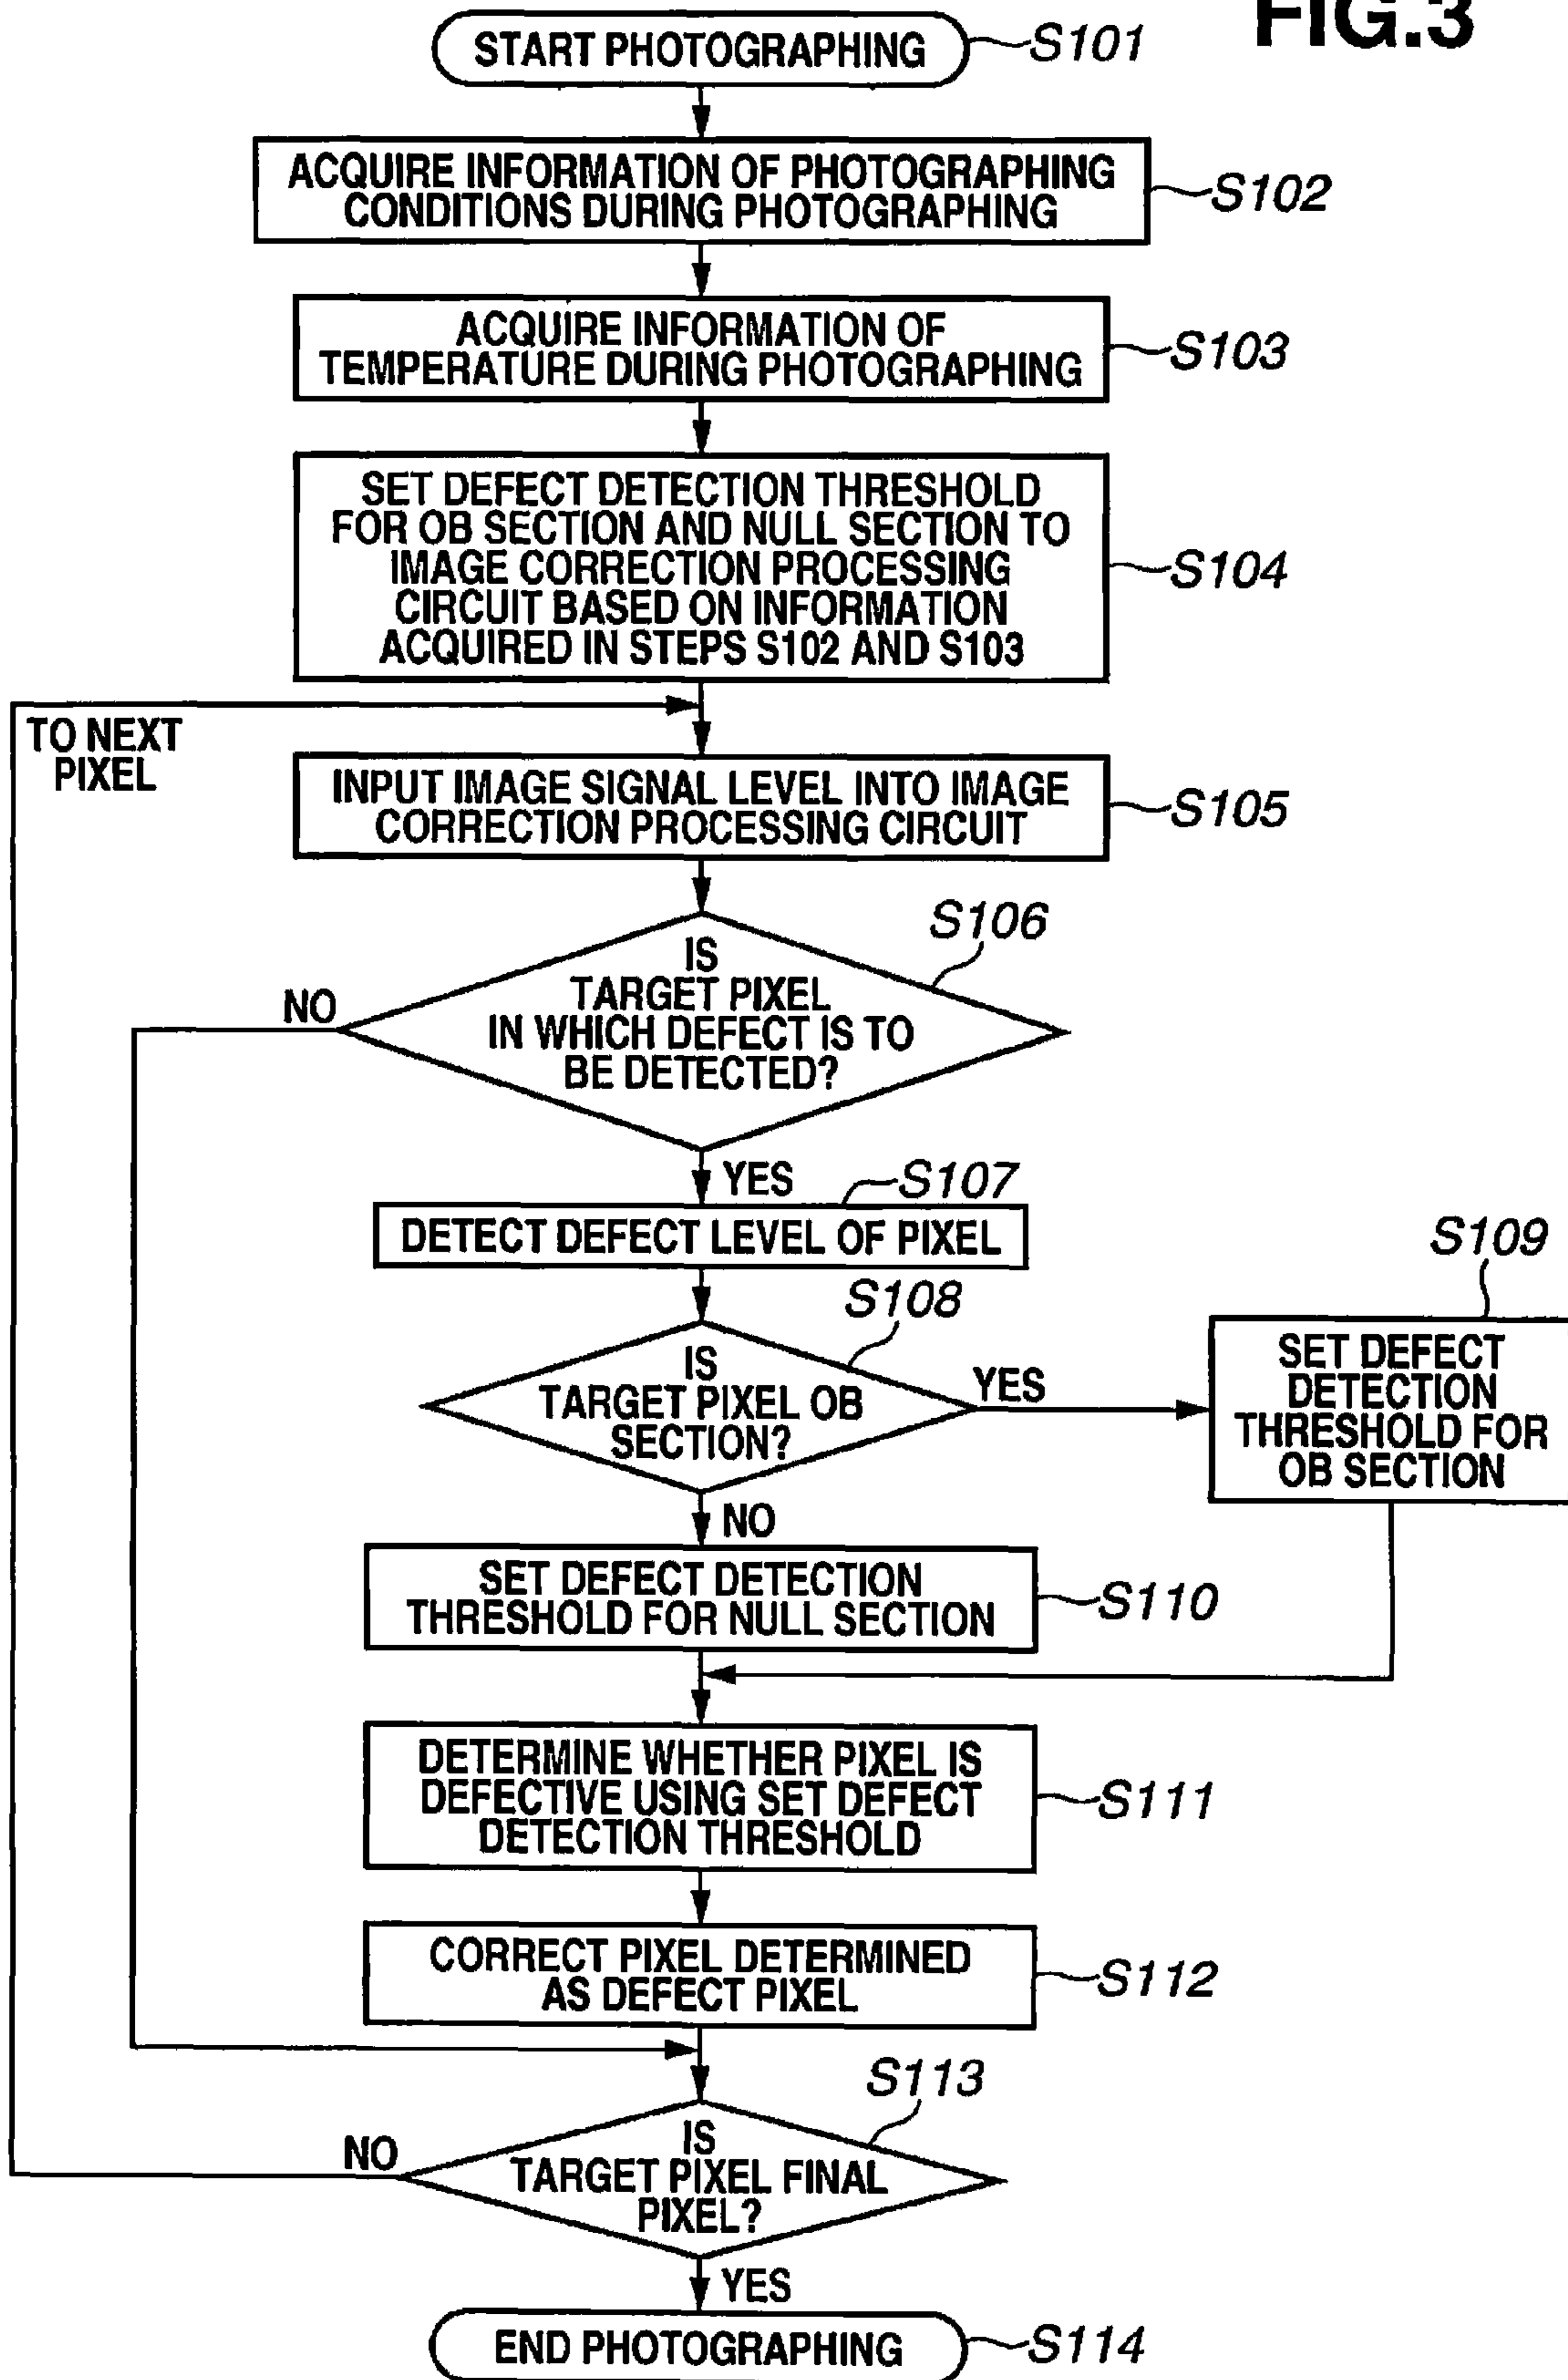 FIG.3
START PHOTOGRAPHING
S101
ACQUIRE INFORMATION OF PHOTOGRAPHING
CONDITIONS DURING PHOTOGRAPHING
S102
ACQUIRE INFORMATION OF
TEMPERATURE DURING PHOTOGRAPHING
S103
SET DEFECT DETECTION THRESHOLD
FOR OB SECTION AND NULL SECTION TO
IMAGE CORRECTION PROCESSING
CIRCUIT BASED ON INFORMATION
ACQUIRED IN STEPS S102 AND S103
S104
TO NEXT
PIXEL
INPUT IMAGE SIGNAL LEVEL INTO IMAGE
CORRECTION PROCESSING CIRCUIT
S105
S106
IS
TARGET PIXEL
IN WHICH DEFECT IS TO
BE DETECTED?
NO
YES
S107
DETECT DEFECT LEVEL OF PIXEL
S108
IS
TARGET PIXEL OB
SECTION?
YES
S109
SET DEFECT
DETECTION
THRESHOLD FOR
OB SECTION
NO
SET DEFECT DETECTION
THRESHOLD FOR NULL SECTION
S110
DETERMINE WHETHER PIXEL IS
DEFECTIVE USING SET DEFECT
DETECTION THRESHOLD
S111
CORRECT PIXEL DETERMINED
AS DEFECT PIXEL
S112
S113
IS
TARGET PIXEL FINAL
PIXEL?
NO
YES
END PHOTOGRAPHING
S114